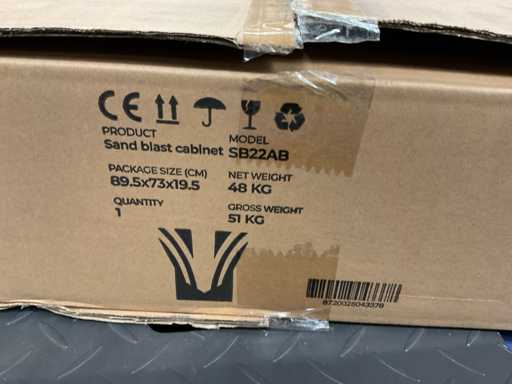 CE
PRODUCT
Sand blast cabinet
MODEL
SB22AB
PACKAGE SIZE (CM)
89.5x73x19.5
NET WEIGHT
48 KG
QUANTITY
1
GROSS WEIGHT
51 KG
8720026043378